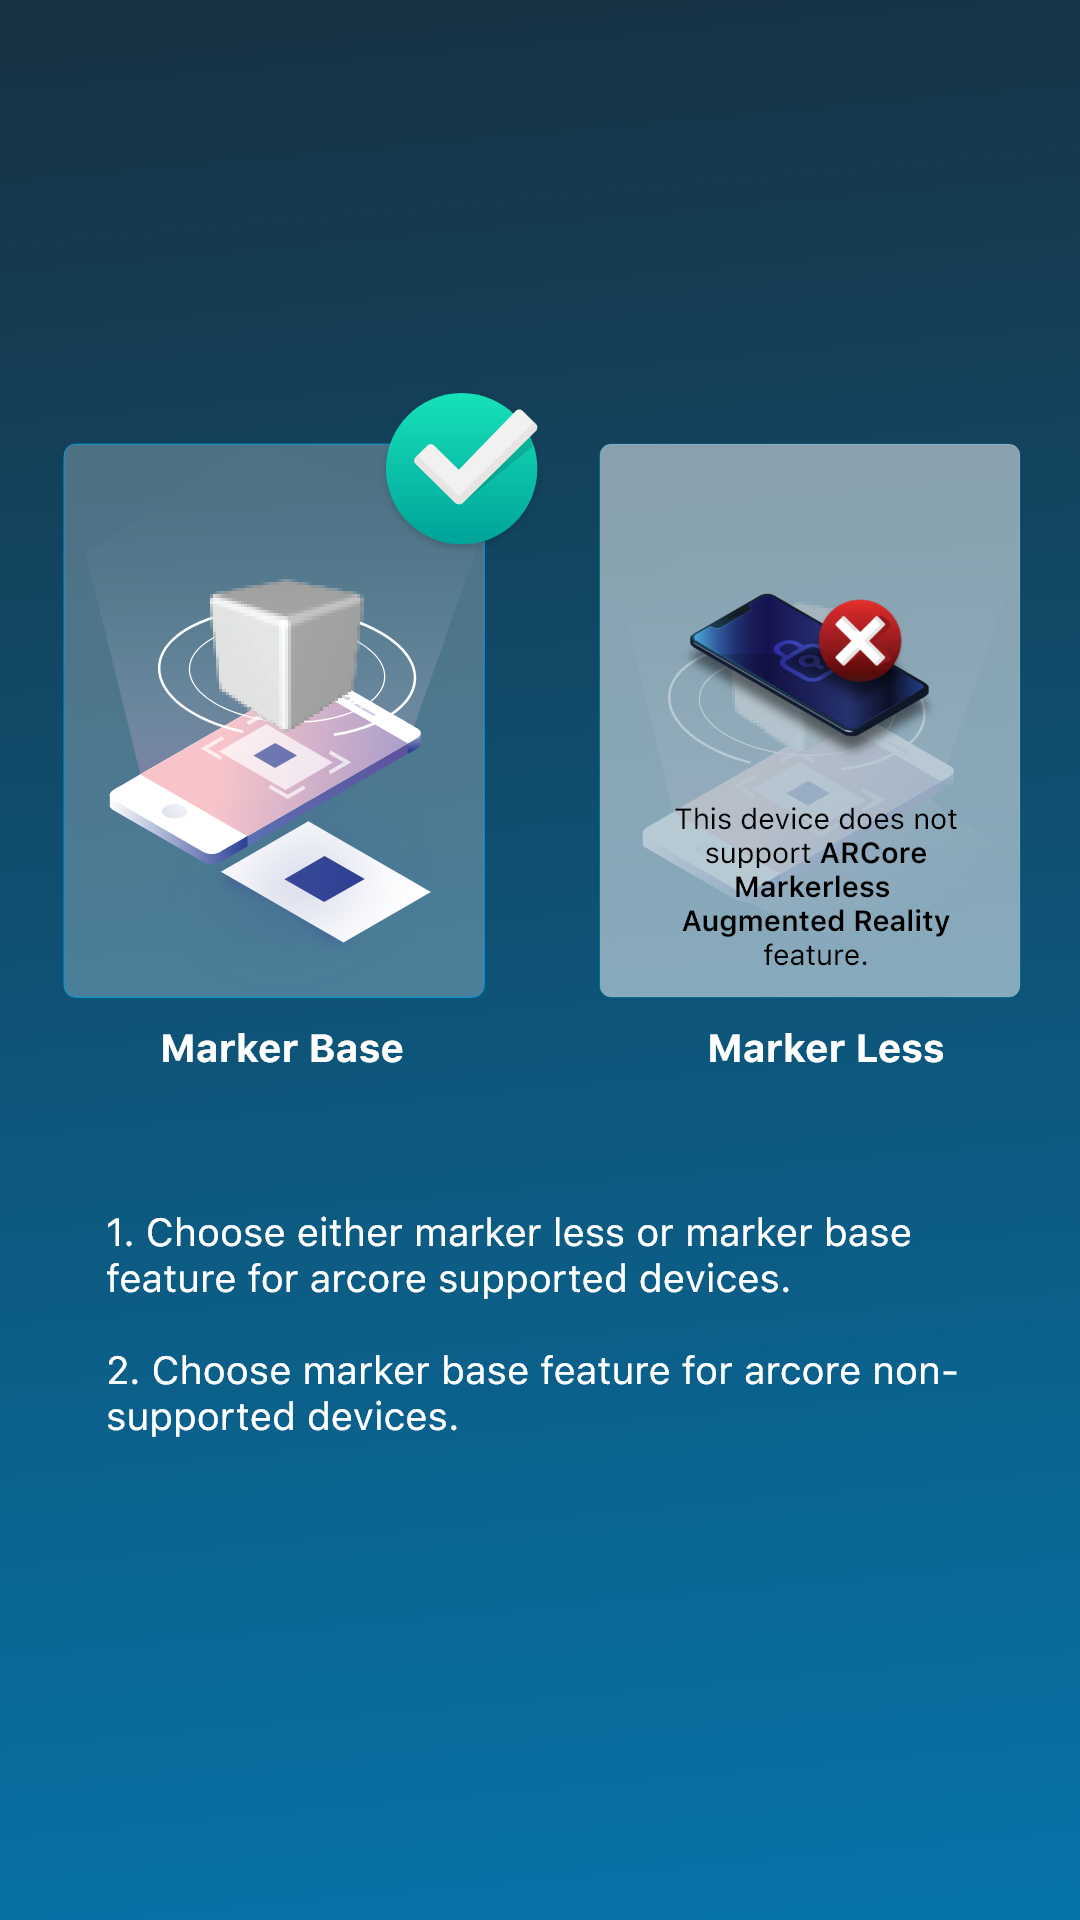 This device does not
support ARCore
Markerless
Augmented Reality
feature.
Marker Base
Marker Less
1. Choose either marker less or marker base
feature for arcore supported devices.
2. Choose marker base feature for arcore non-
supported devices.